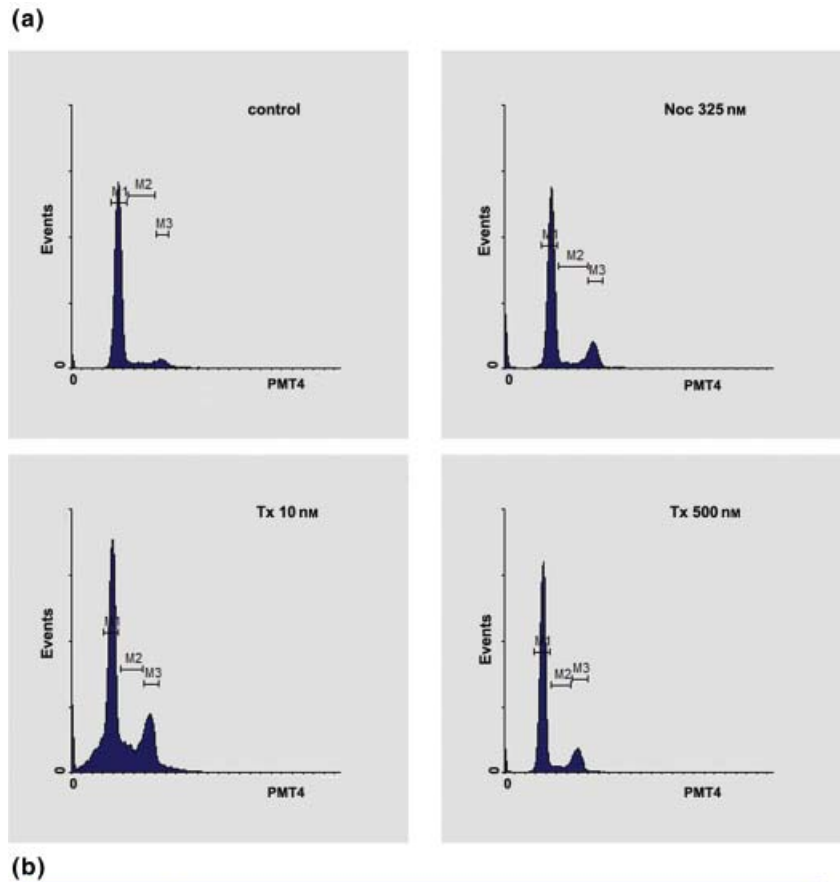 (a)
control
M1
M2
M3
Events
0
0
PMT4
Noc 325 nM
M1
M2
M3
Events
0
0
PMT4
Tx 10 nM
M1
M2
M3
Events
0
0
PMT4
Tx 500 nM
M1
M2
M3
Events
0
0
PMT4
(b)